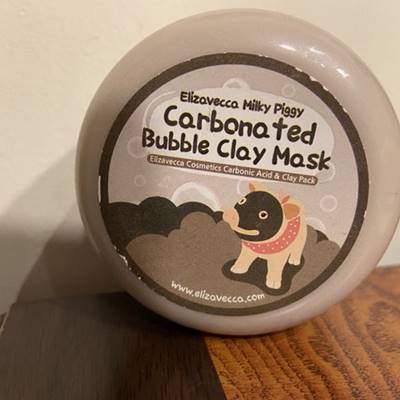 Elizavecca Milky Piggy
Carbonated
Bubble Clay Mask
Elizavecca Cosmetics Carbonic Acid & Clay Pack
www.elizavecca.com